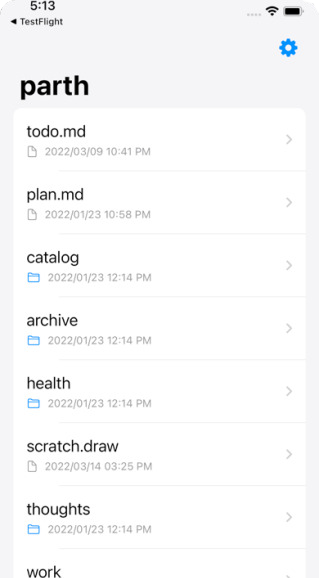 5:13
◀ TestFlight
parth
todo.md
2022/03/09 10:41 PM
plan.md
2022/01/23 10:58 PM
catalog
2022/01/23 12:14 PM
archive
2022/01/23 12:14 PM
health
2022/01/23 12:14 PM
scratch.draw
2022/03/14 03:25 PM
thoughts
2022/01/23 12:14 PM
work